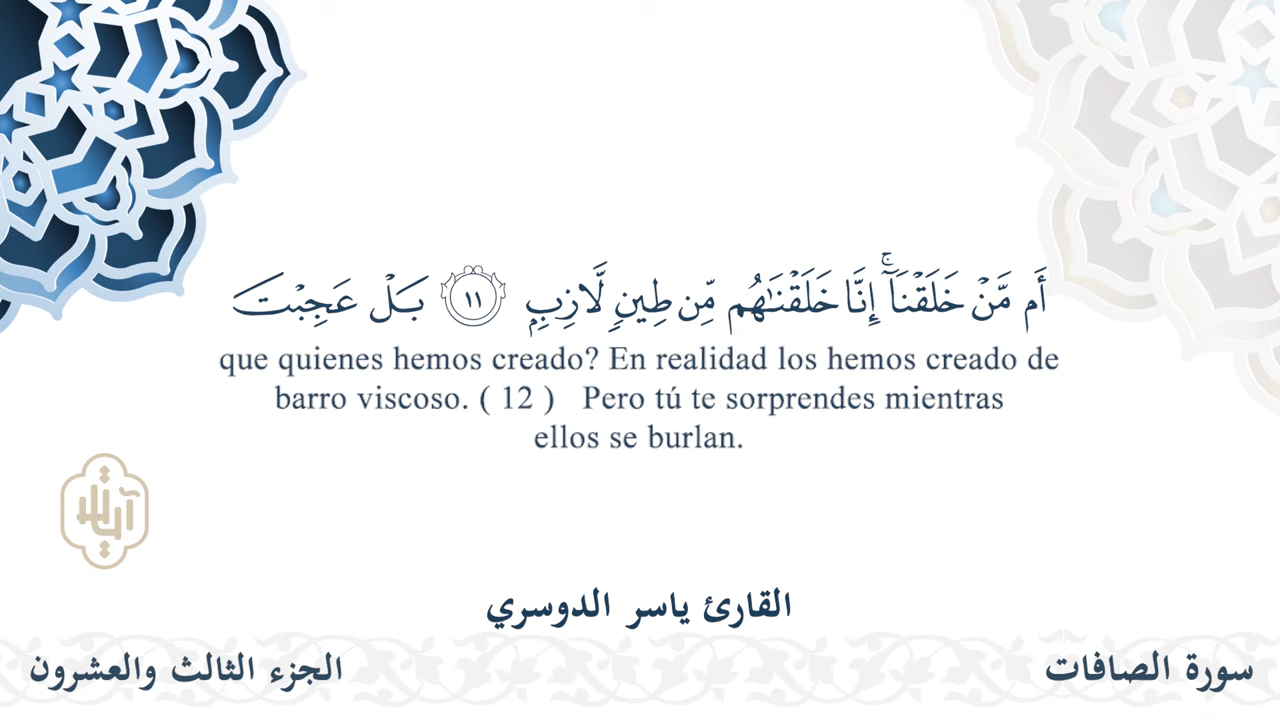 أَم مَّنْ خَلَقْنَآ ۚ إِنَّا خَلَقْنَـٰهُم مِّن طِينٍ لَّازِبٍ ١١ بَلْ عَجِبْتَ
que quienes hemos creado? En realidad los hemos creado de
barro viscoso. ( 12 ) Pero tú te sorprendes mientras
ellos se burlan.
القارئ ياسر الدوسري
سورة الصافات
الجزء الثالث والعشرون